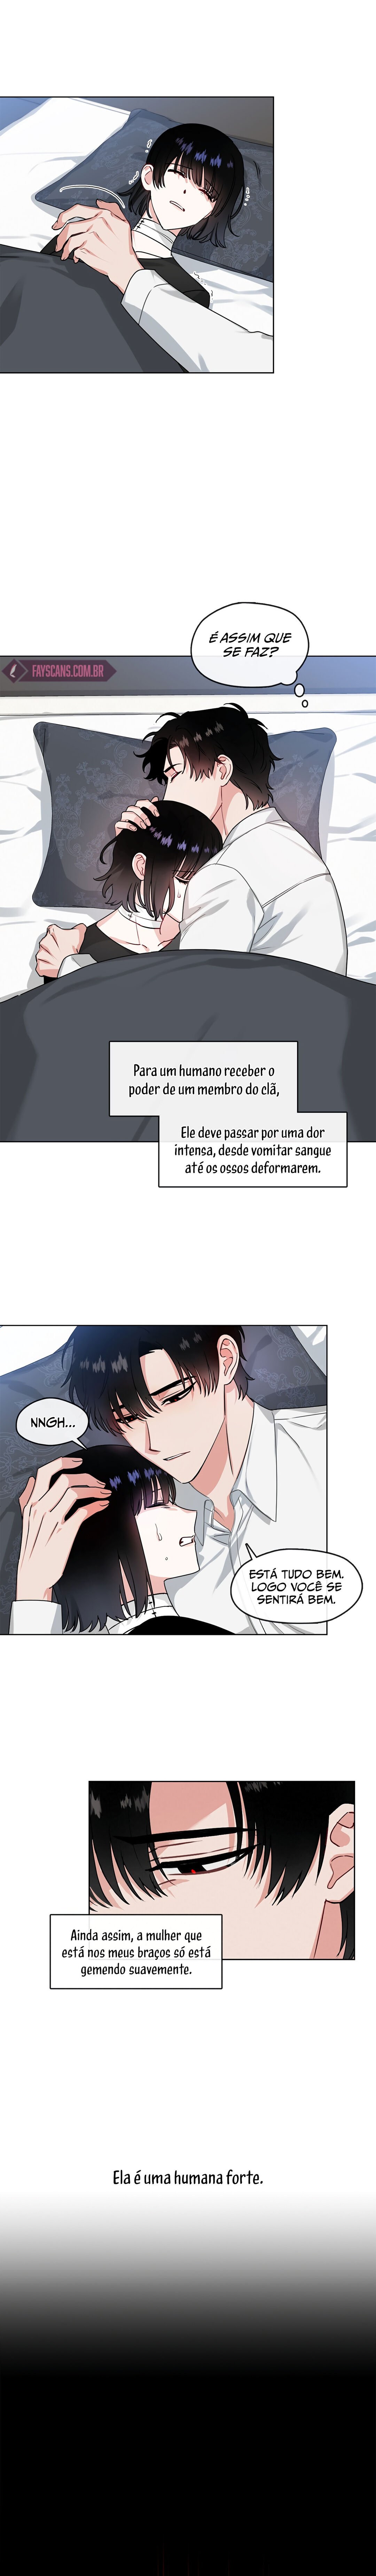 É ASSIM QUE
SE FAZ?
FAYSCANS.COM.BR
Para um humano receber o
poder de um membro do clã,
Ele deve passar por uma dor
intensa, desde vomitar sangue
até os ossos deformarem.
NNGH...
ESTÁ TUDO BEM.
LOGO VOCÊ SE
SENTIRÁ BEM.
Ainda assim, a mulher que
está nos meus braços só está
gemendo suavemente.
Ela é uma humana forte.